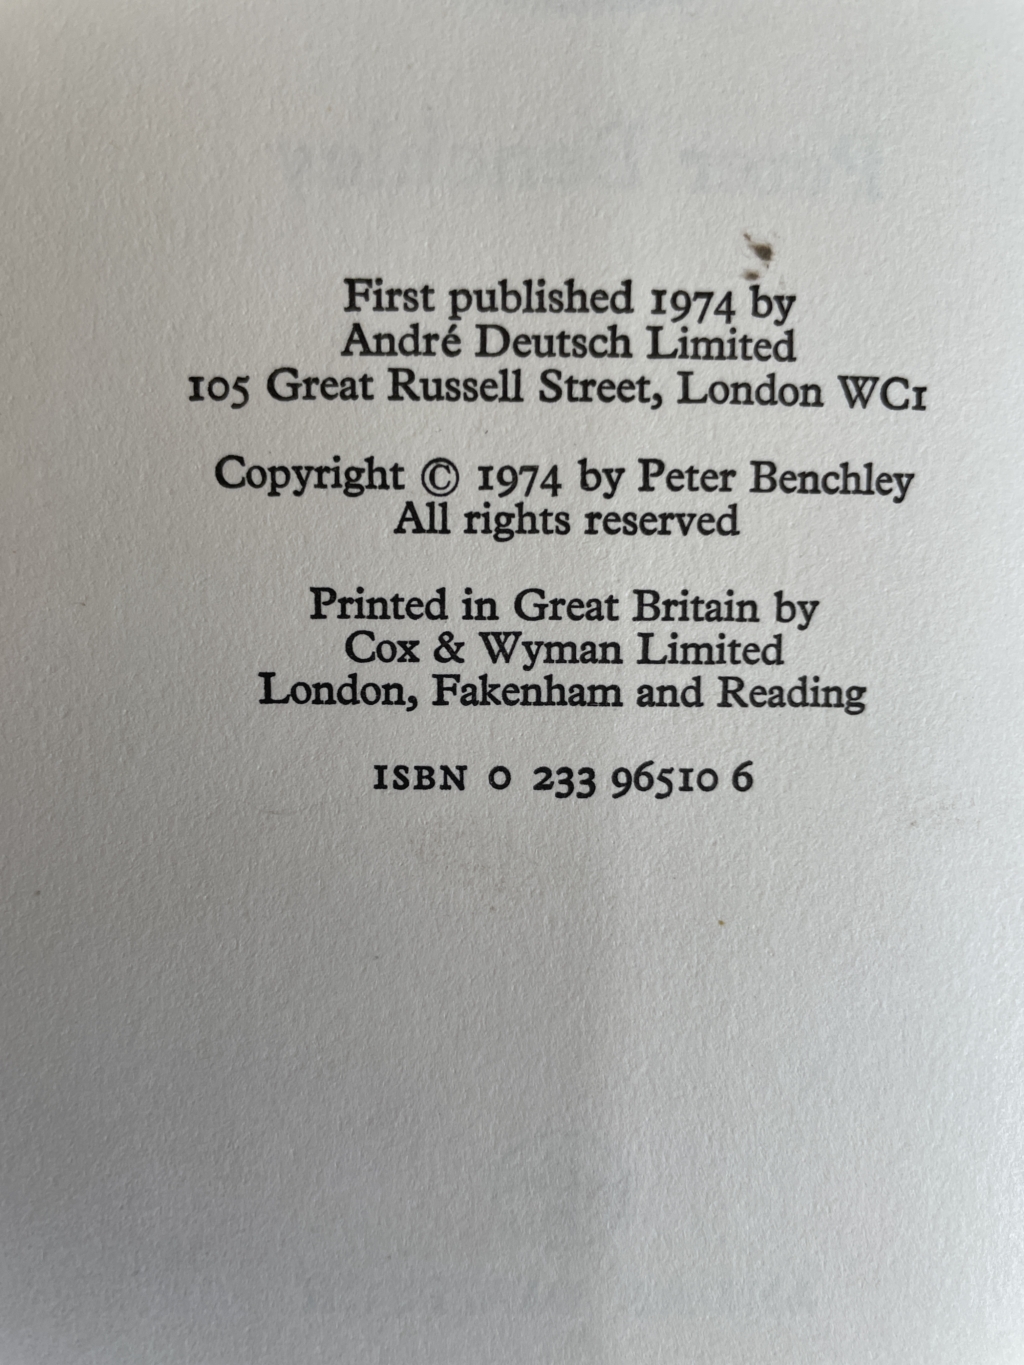 First published 1974 by
André Deutsch Limited
105 Great Russell Street, London WC1
Copyright © 1974 by Peter Benchley
All rights reserved
Printed in Great Britain by
Cox & Wyman Limited
London, Fakenham and Reading
ISBN 0 233 96510 6